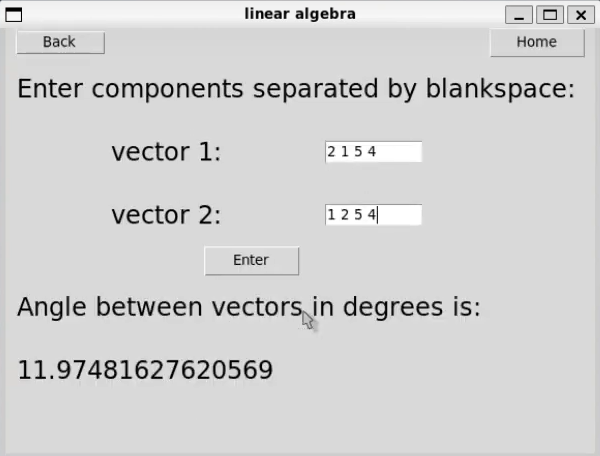 linear algebra
Back Home
Enter components separated by blankspace:
vector 1: 2 1 5 4
vector 2: 1 2 5 4
Enter
Angle between vectors in degrees is:
11.97481627620569